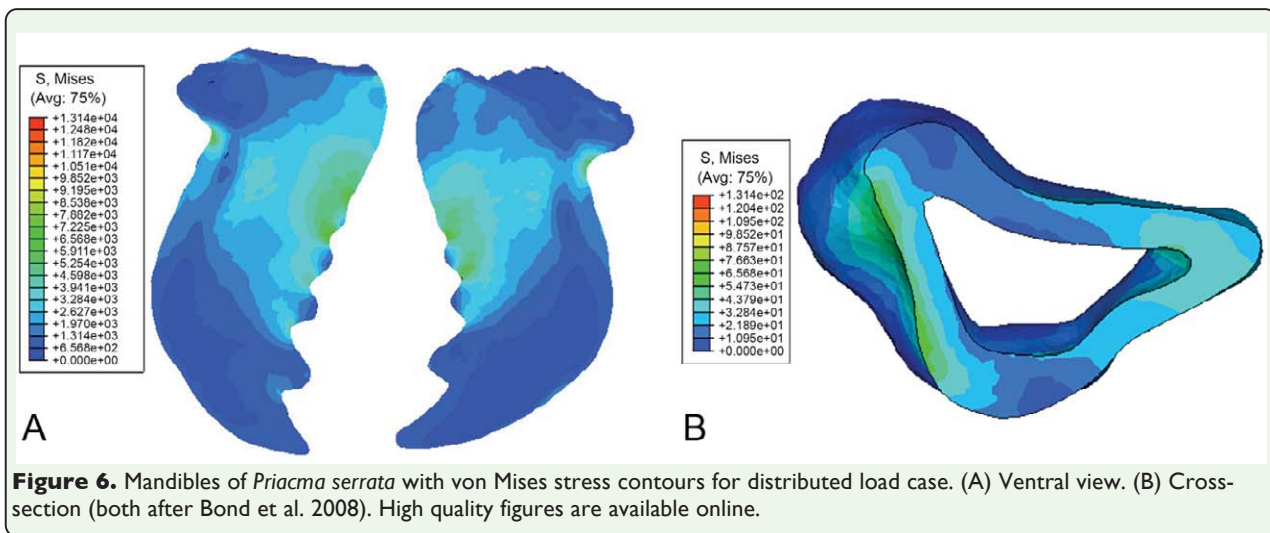 S, Mises
(Avg: 75%)
+1.314e+04
+1.248e+04
+1.182e+04
+1.117e+04
+1.051e+04
+9.852e+03
+9.195e+03
+8.538e+03
+7.882e+03
+7.225e+03
+6.568e+03
+5.911e+03
+5.254e+03
+4.598e+03
+3.941e+03
+3.284e+03
+2.627e+03
+1.970e+03
+1.314e+03
+6.568e+02
+0.000e+00
A
S, Mises
(Avg: 75%)
+1.314e+02
+1.204e+02
+1.095e+02
+9.852e+01
+8.757e+01
+7.663e+01
+6.568e+01
+5.473e+01
+4.379e+01
+3.284e+01
+2.189e+01
+1.095e+01
+0.000e+00
B
Figure 6. Mandibles of Priacma serrata with von Mises stress contours for distributed load case. (A) Ventral view. (B) Cross-
section (both after Bond et al. 2008). High quality figures are available online.